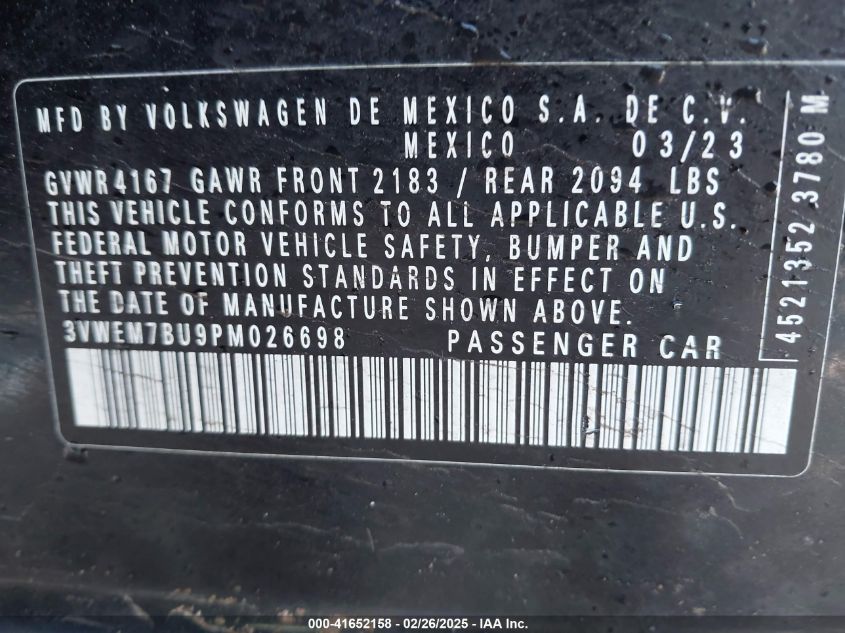 MFD BY VOLKSWAGEN DE MEXICO S.A. DE C.V.
MEXICO 03/23
GVWR4167 GAWR FRONT 2183 / REAR 2094 LBS
THIS VEHICLE CONFORMS TO ALL APPLICABLE U.S.
FEDERAL MOTOR VEHICLE SAFETY, BUMPER AND
THEFT PREVENTION STANDARDS IN EFFECT ON
THE DATE OF MANUFACTURE SHOWN ABOVE.
3VWEM7BU9PM026698 PASSENGER CAR
4521352 3780 M
000-41652158 - 02/26/2025 - IAA Inc.